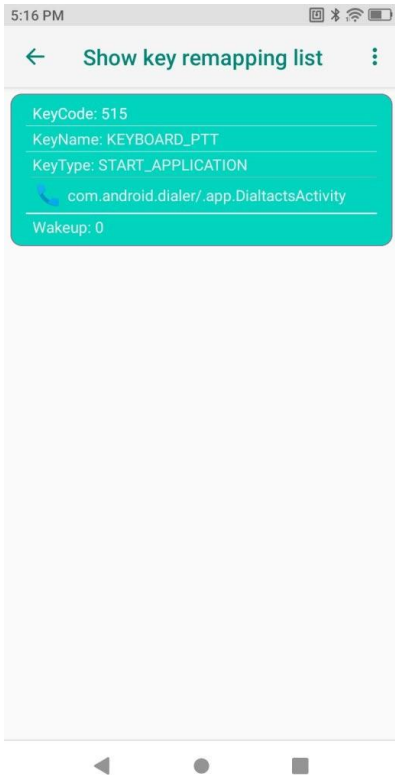 5:16 PM
Show key remapping list
KeyCode: 515
KeyName: KEYBOARD_PTT
KeyType: START_APPLICATION
com.android.dialer/.app.DialtactsActivity
Wakeup: 0